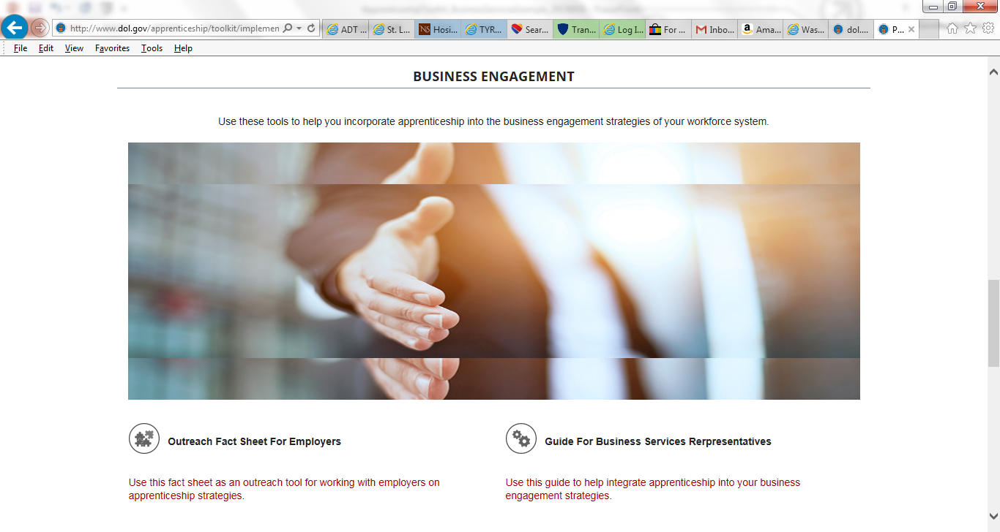 http://www.dol.gov/apprenticeship/toolkit/implemen
ADT ...
St. L...
NS Hosi...
TYR...
Sear...
Tran...
Log I...
For ...
Inbo...
a Ama...
Was...
dol....
P...
File Edit View Favorites Tools Help
BUSINESS ENGAGEMENT
Use these tools to help you incorporate apprenticeship into the business engagement strategies of your workforce system.
Outreach Fact Sheet For Employers
Use this fact sheet as an outreach tool for working with employers on
apprenticeship strategies.
Guide For Business Services Rerpresentatives
Use this guide to help integrate apprenticeship into your business
engagement strategies.